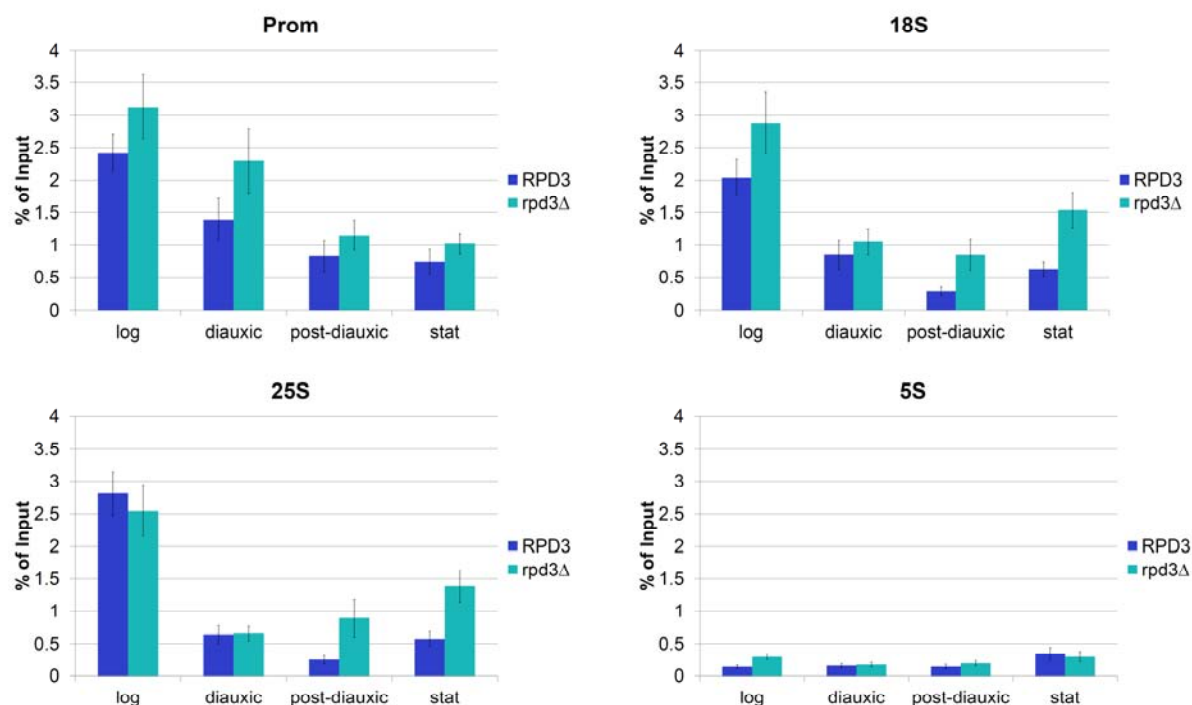 Prom
% of Input
4
3.5
3
2.5
2
1.5
1
0.5
0
log diauxic post-diauxic stat
RPD3
rpd3Δ
18S
% of Input
4
3.5
3
2.5
2
1.5
1
0.5
0
log diauxic post-diauxic stat
RPD3
rpd3Δ
25S
% of Input
4
3.5
3
2.5
2
1.5
1
0.5
0
log diauxic post-diauxic stat
RPD3
rpd3Δ
5S
% of Input
4
3.5
3
2.5
2
1.5
1
0.5
0
log diauxic post-diauxic stat
RPD3
rpd3Δ